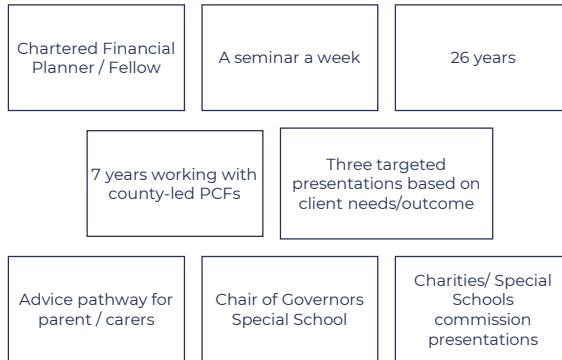 Chartered Financial
Planner / Fellow
A seminar a week
26 years
7 years working with
county-led PCFs
Three targeted
presentations based on
client needs/outcome
Advice pathway for
parent / carers
Chair of Governors
Special School
Charities/ Special
Schools
commission
presentations